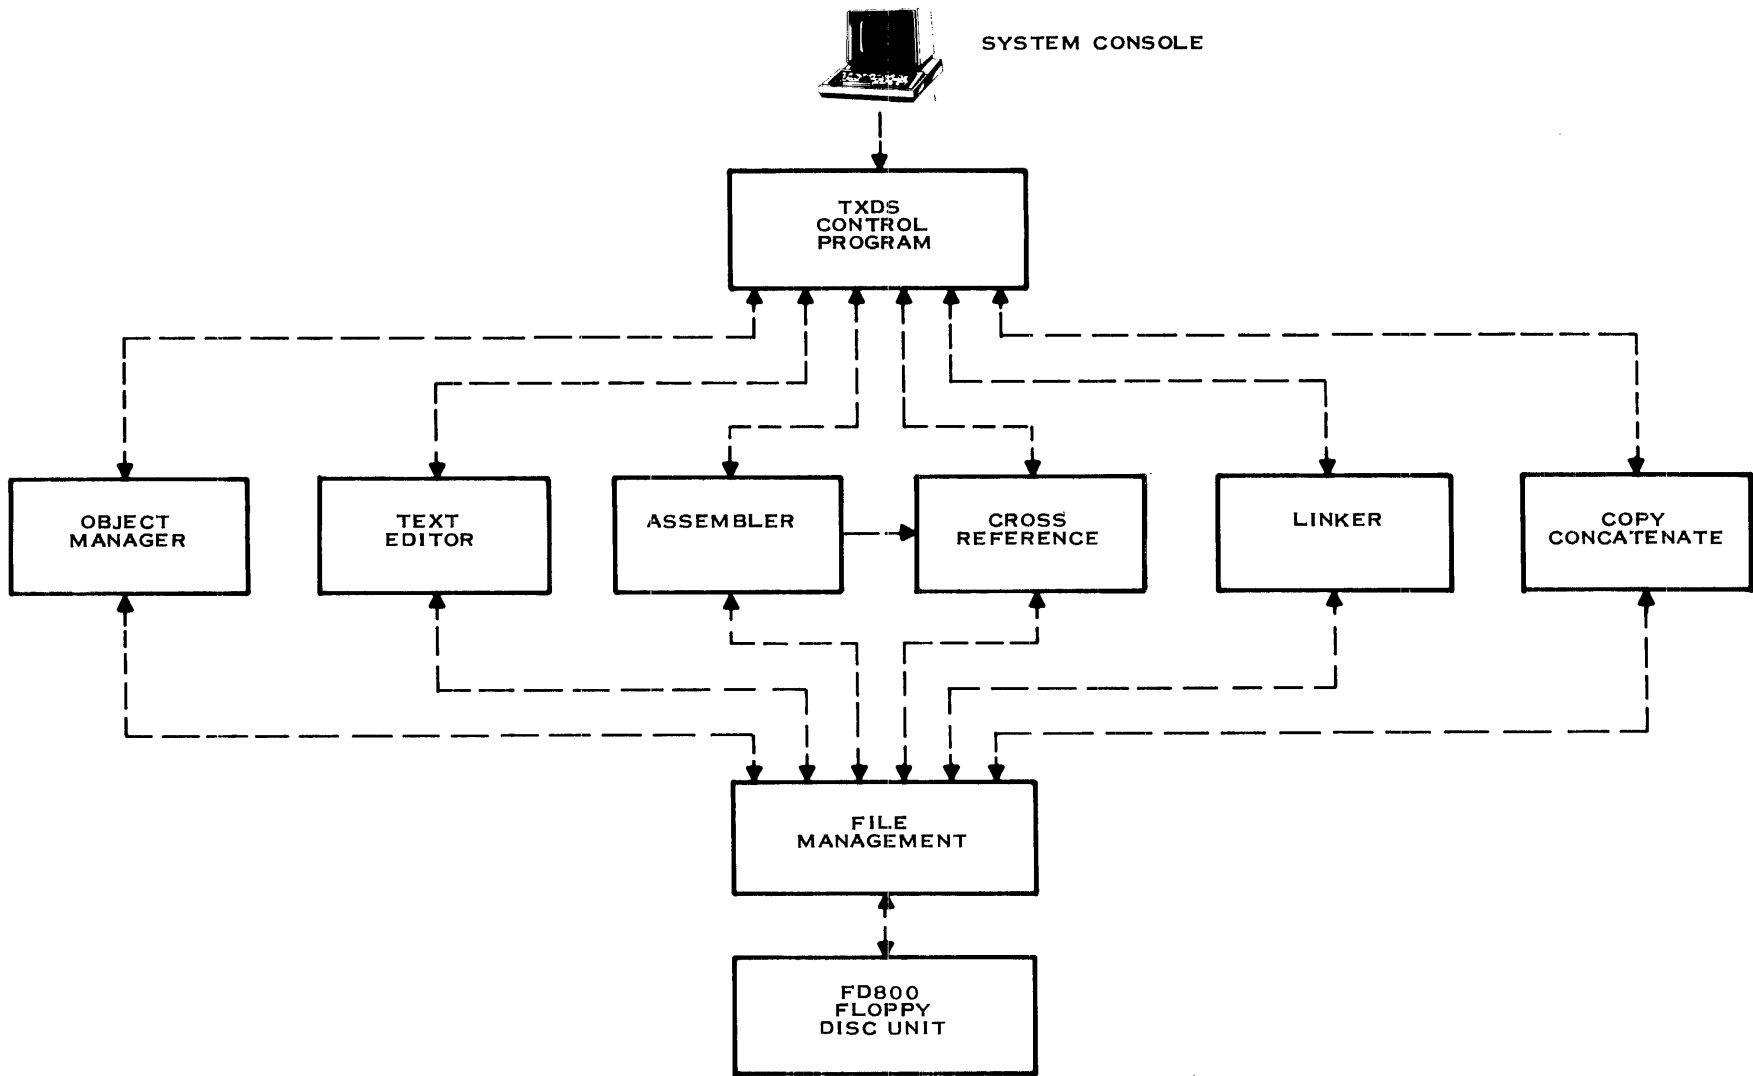 SYSTEM CONSOLE
TXDS
CONTROL
PROGRAM
OBJECT
MANAGER
TEXT
EDITOR
ASSEMBLER
CROSS
REFERENCE
LINKER
COPY
CONCATENATE
FILE
MANAGEMENT
FD800
FLOPPY
DISC UNIT